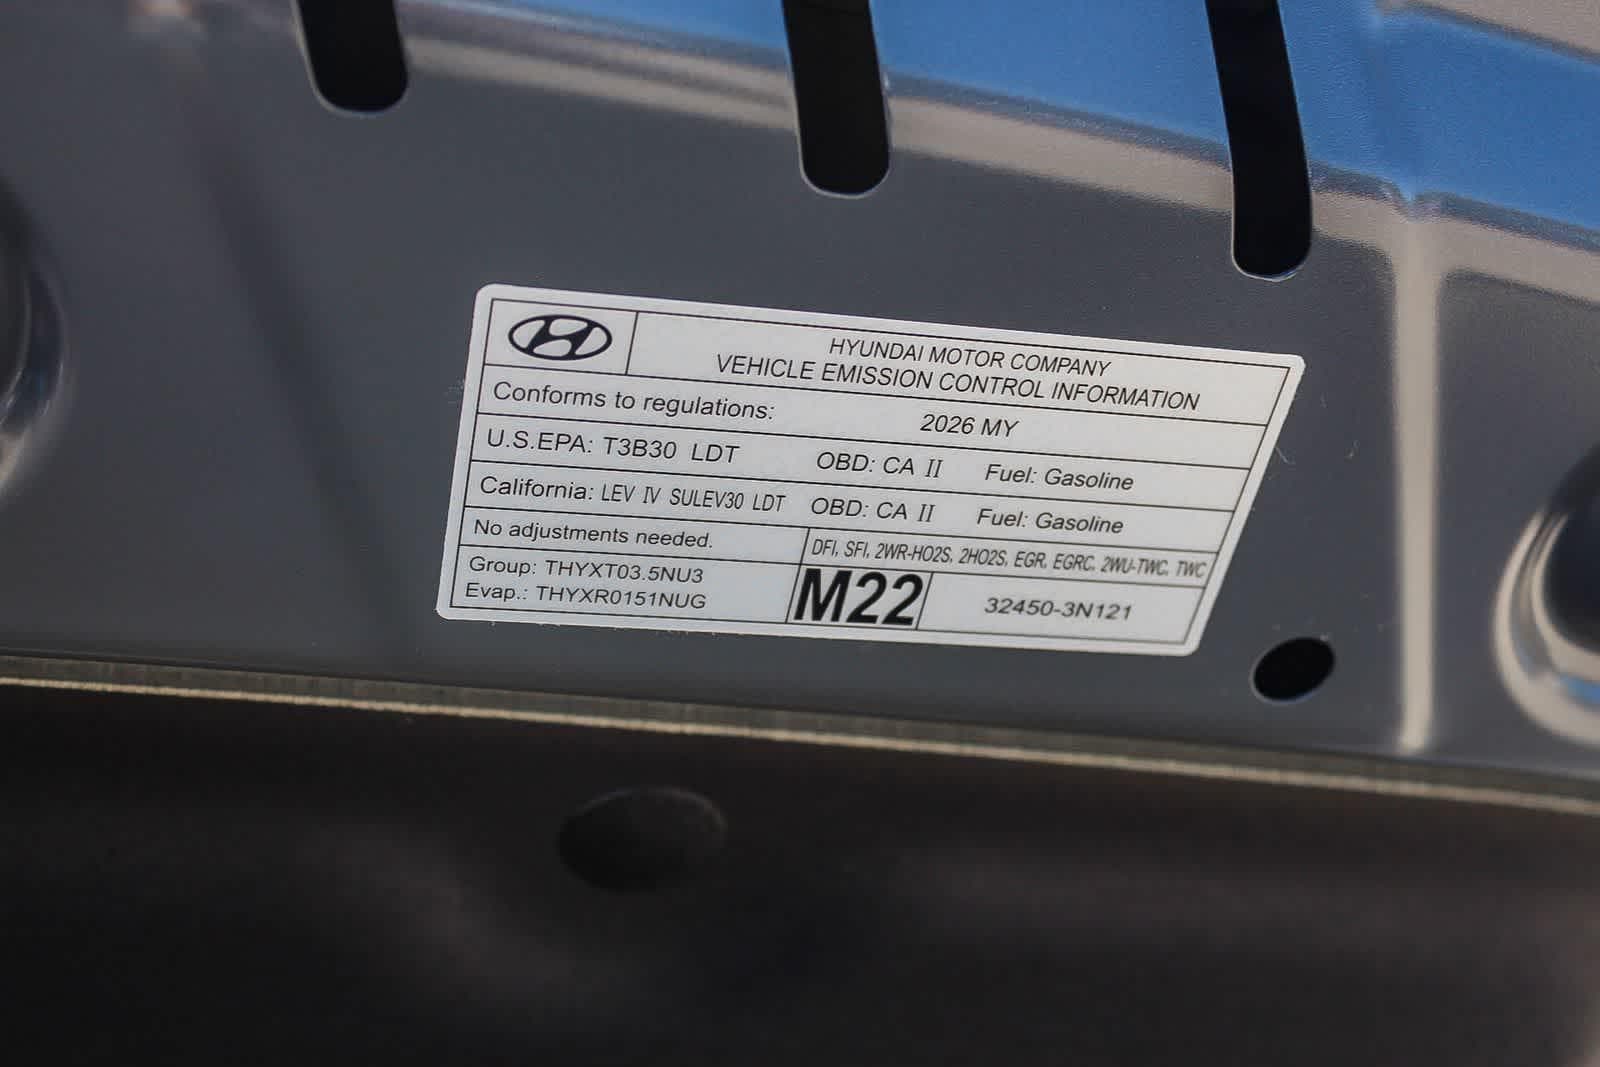 HYUNDAI MOTOR COMPANY
VEHICLE EMISSION CONTROL INFORMATION
Conforms to regulations: 2026 MY
U.S.EPA: T3B30 LDT OBD: CA II Fuel: Gasoline
California: LEV IV SULEV30 LDT OBD: CA II Fuel: Gasoline
No adjustments needed.
DFI, SFI, 2WR-HO2S, 2HO2S, EGR, EGRC, 2WU-TWC, TWC
Group: THYXT03.5NU3
Evap.: THYXR0151NUG
M22
32450-3N121